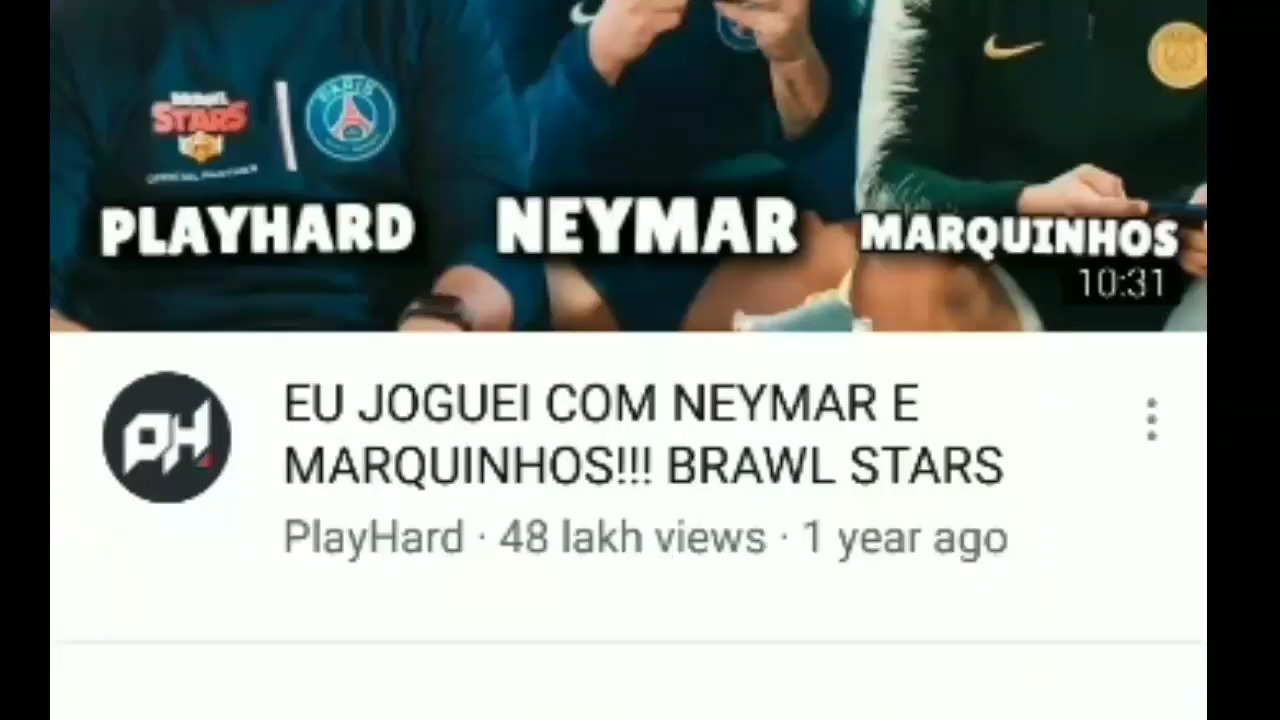 STARS
PARIS
PLAYHARD
NEYMAR
MARQUINHOS
10:31
PH
EU JOGUEI COM NEYMAR E
MARQUINHOS!!! BRAWL STARS
PlayHard · 48 lakh views · 1 year ago